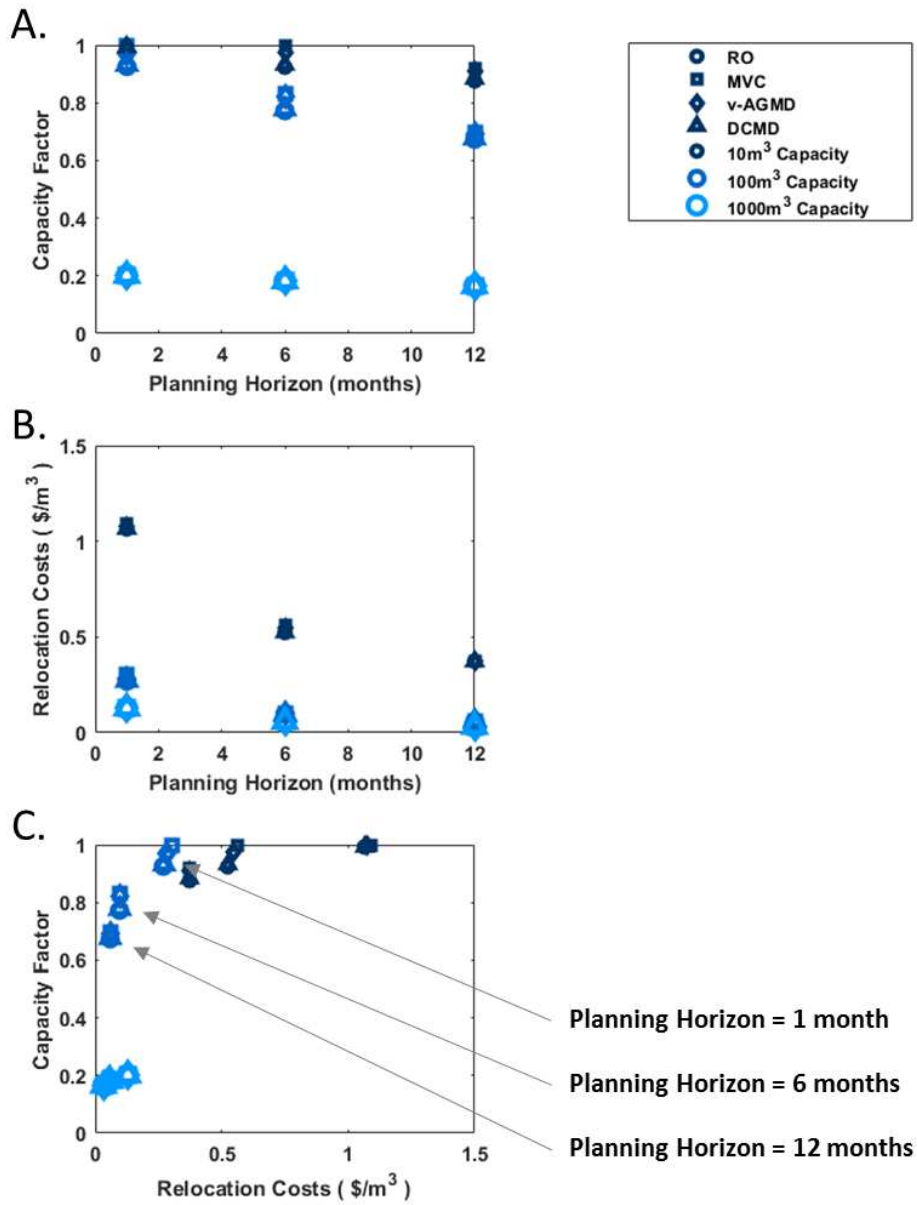 A.
1
0.8
0.6
0.4
0.2
0
Capacity Factor
0 2 4 6 8 10 12
Planning Horizon (months)
RO
MVC
v-AGMD
DCMD
10m³ Capacity
100m³ Capacity
1000m³ Capacity
B.
1.5
1
0.5
0
Relocation Costs ( $/m³ )
0 2 4 6 8 10 12
Planning Horizon (months)
C.
1
0.8
0.6
0.4
0.2
0
Capacity Factor
0 0.5 1 1.5
Relocation Costs ( $/m³ )
Planning Horizon = 1 month
Planning Horizon = 6 months
Planning Horizon = 12 months